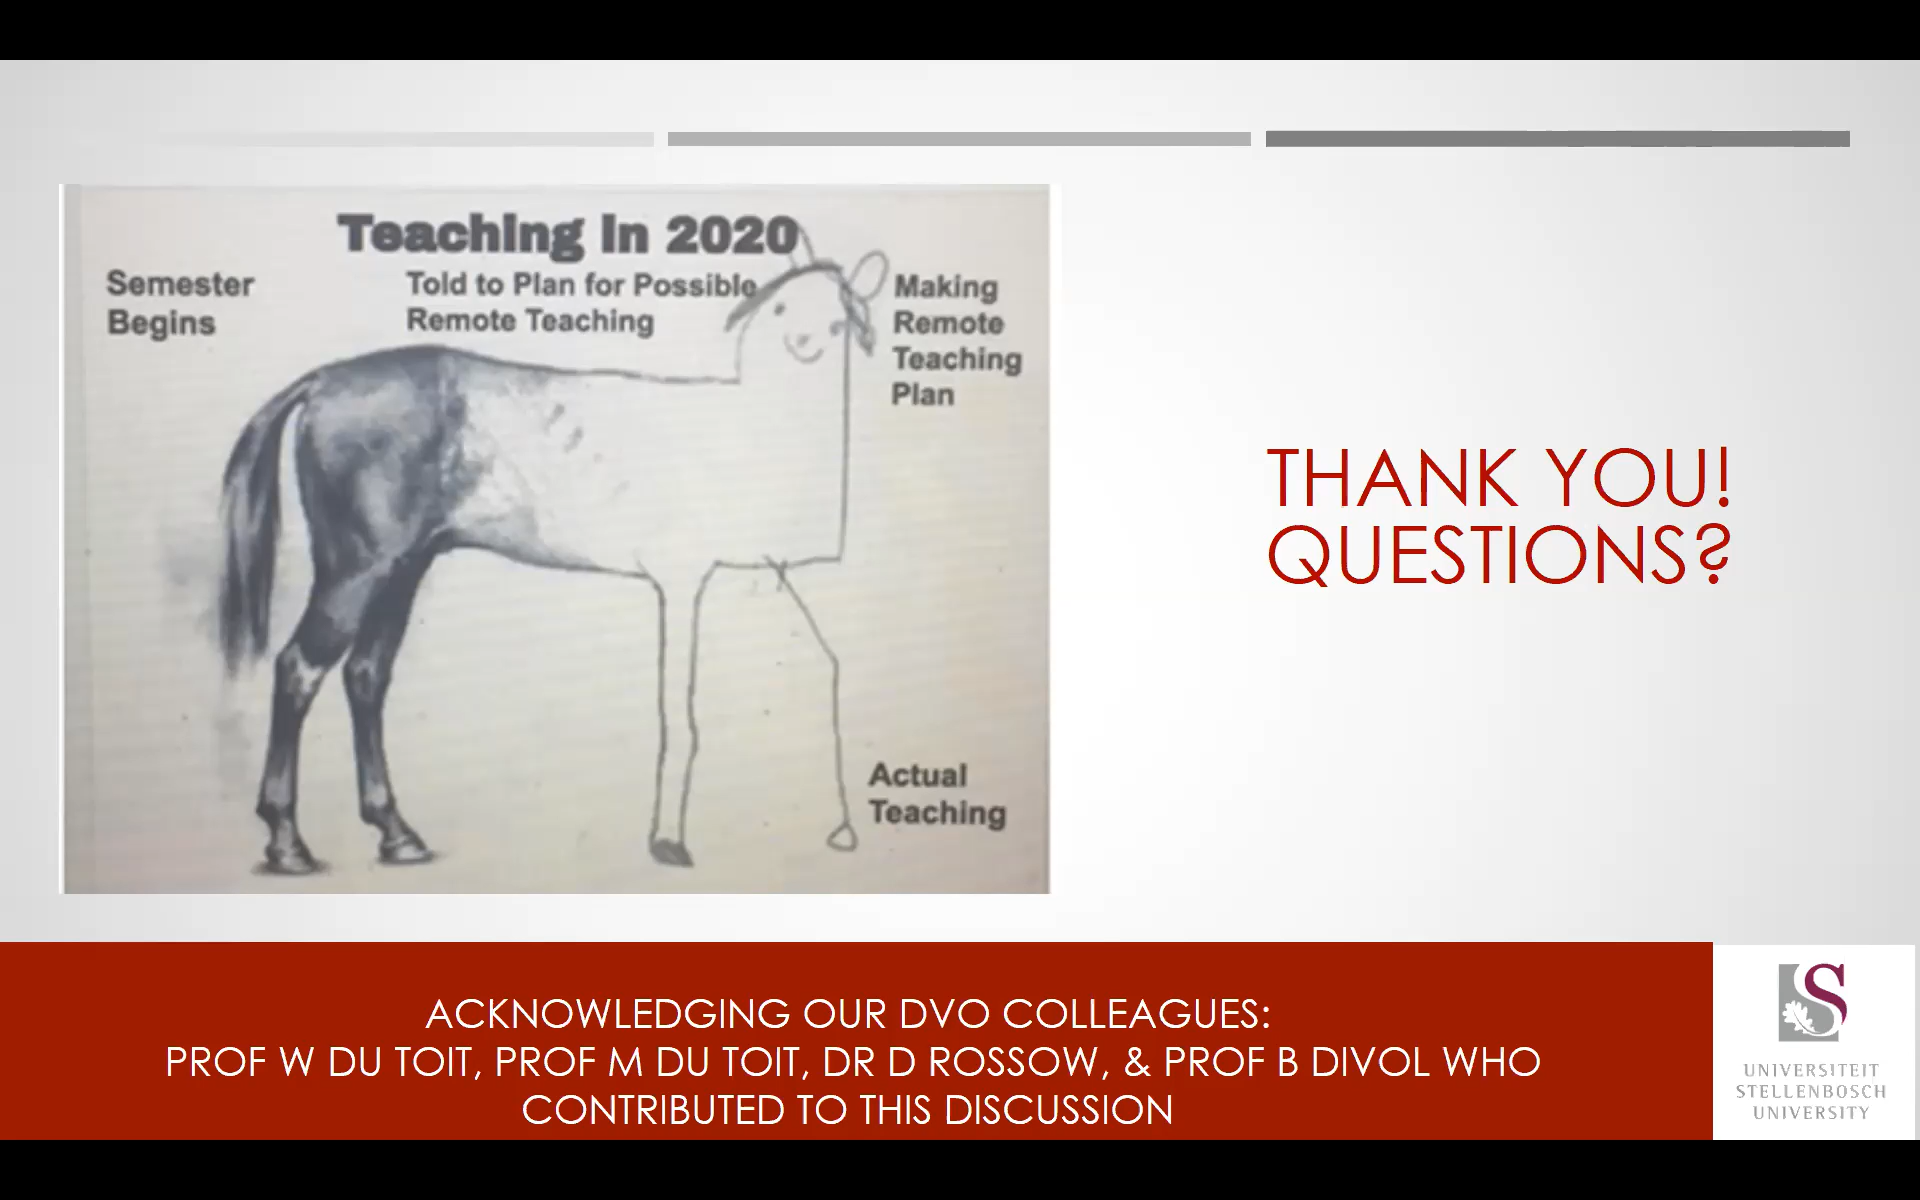 Teaching in 2020
Semester
Begins
Told to Plan for Possible
Remote Teaching
Making
Remote
Teaching
Plan
Actual
Teaching
THANK YOU!
QUESTIONS?
ACKNOWLEDGING OUR DVO COLLEAGUES:
PROF W DU TOIT, PROF M DU TOIT, DR D ROSSOW, & PROF B DIVOL WHO
CONTRIBUTED TO THIS DISCUSSION
UNIVERSITEIT
STELLENBOSCH
UNIVERSITY